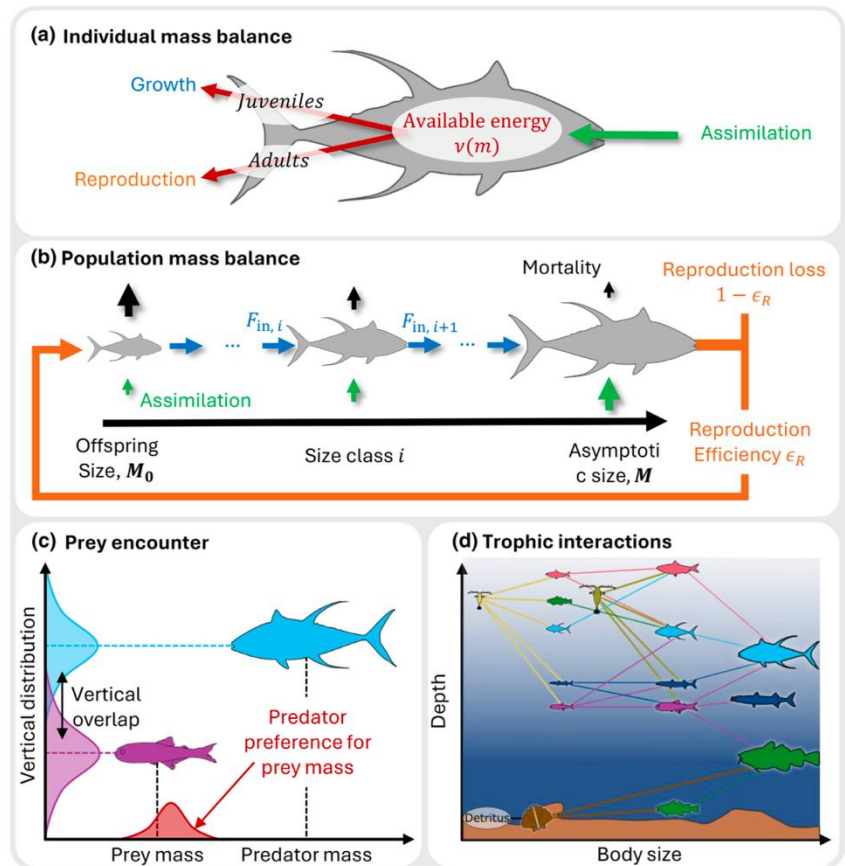 (a) Individual mass balance
Growth
Juveniles
Available energy
v(m)
Assimilation
Adults
Reproduction
(b) Population mass balance
Mortality
Reproduction loss
1 − ϵ_R
F_in, i
F_in, i+1
...
...
Assimilation
Offspring
Size, M_0
Size class i
Asymptoti
c size, M
Reproduction
Efficiency ϵ_R
(c) Prey encounter
Vertical distribution
Vertical
overlap
Predator
preference for
prey mass
Prey mass
Predator mass
(d) Trophic interactions
Depth
Detritus
Body size